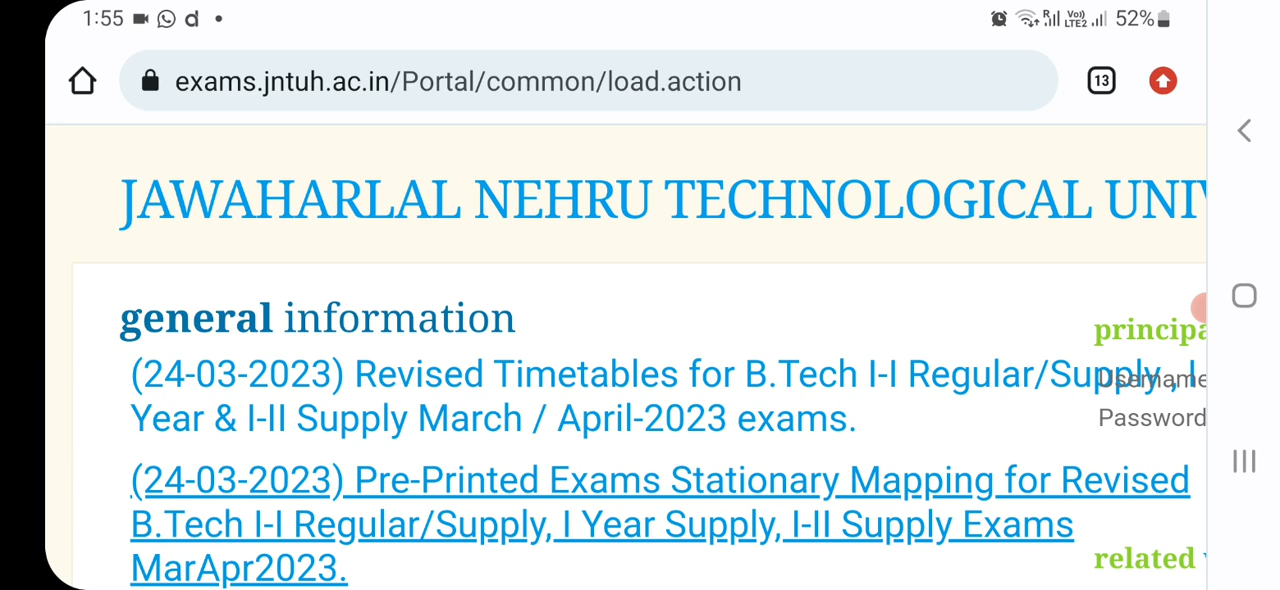 1:55
R VoLTE2 52%
exams.jntuh.ac.in/Portal/common/load.action
13
JAWAHARLAL NEHRU TECHNOLOGICAL
general information
(24-03-2023) Revised Timetables for B.Tech I-I Regular/Supply, I
Year & I-II Supply March / April-2023 exams.
Username
Password
(24-03-2023) Pre-Printed Exams Stationary Mapping for Revised
B.Tech I-I Regular/Supply, I Year Supply, I-II Supply Exams
MarApr2023.
related